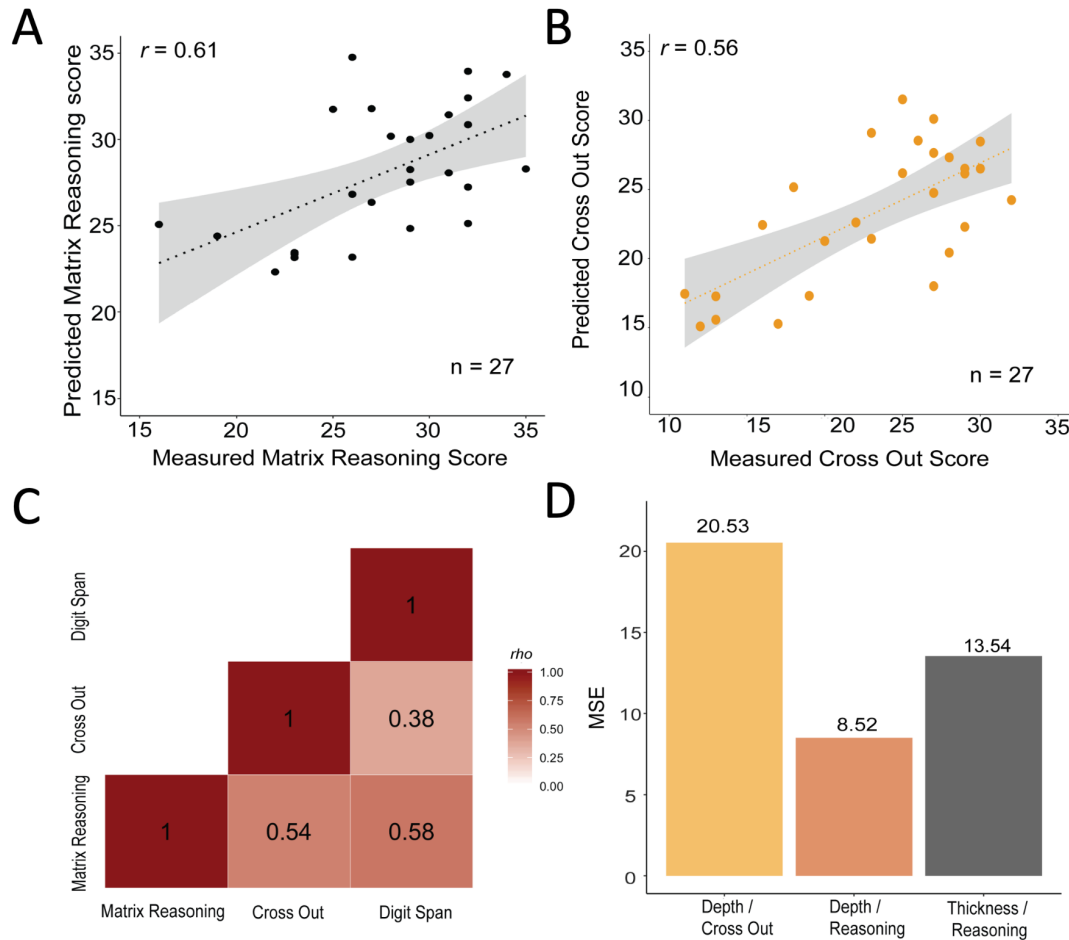 A
r = 0.61
Predicted Matrix Reasoning score
35
30
25
20
15
n = 27
15
20
25
30
35
Measured Matrix Reasoning Score
B
r = 0.56
Predicted Cross Out Score
35
30
25
20
15
10
n = 27
10
15
20
25
30
35
Measured Cross Out Score
C
Digit Span
Cross Out
Matrix Reasoning
1
1
0.38
1
0.54
0.58
Matrix Reasoning
Cross Out
Digit Span
rho
1.00
0.75
0.50
0.25
0.00
D
MSE
20
15
10
5
0
20.53
8.52
13.54
Depth /
Cross Out
Depth /
Reasoning
Thickness /
Reasoning